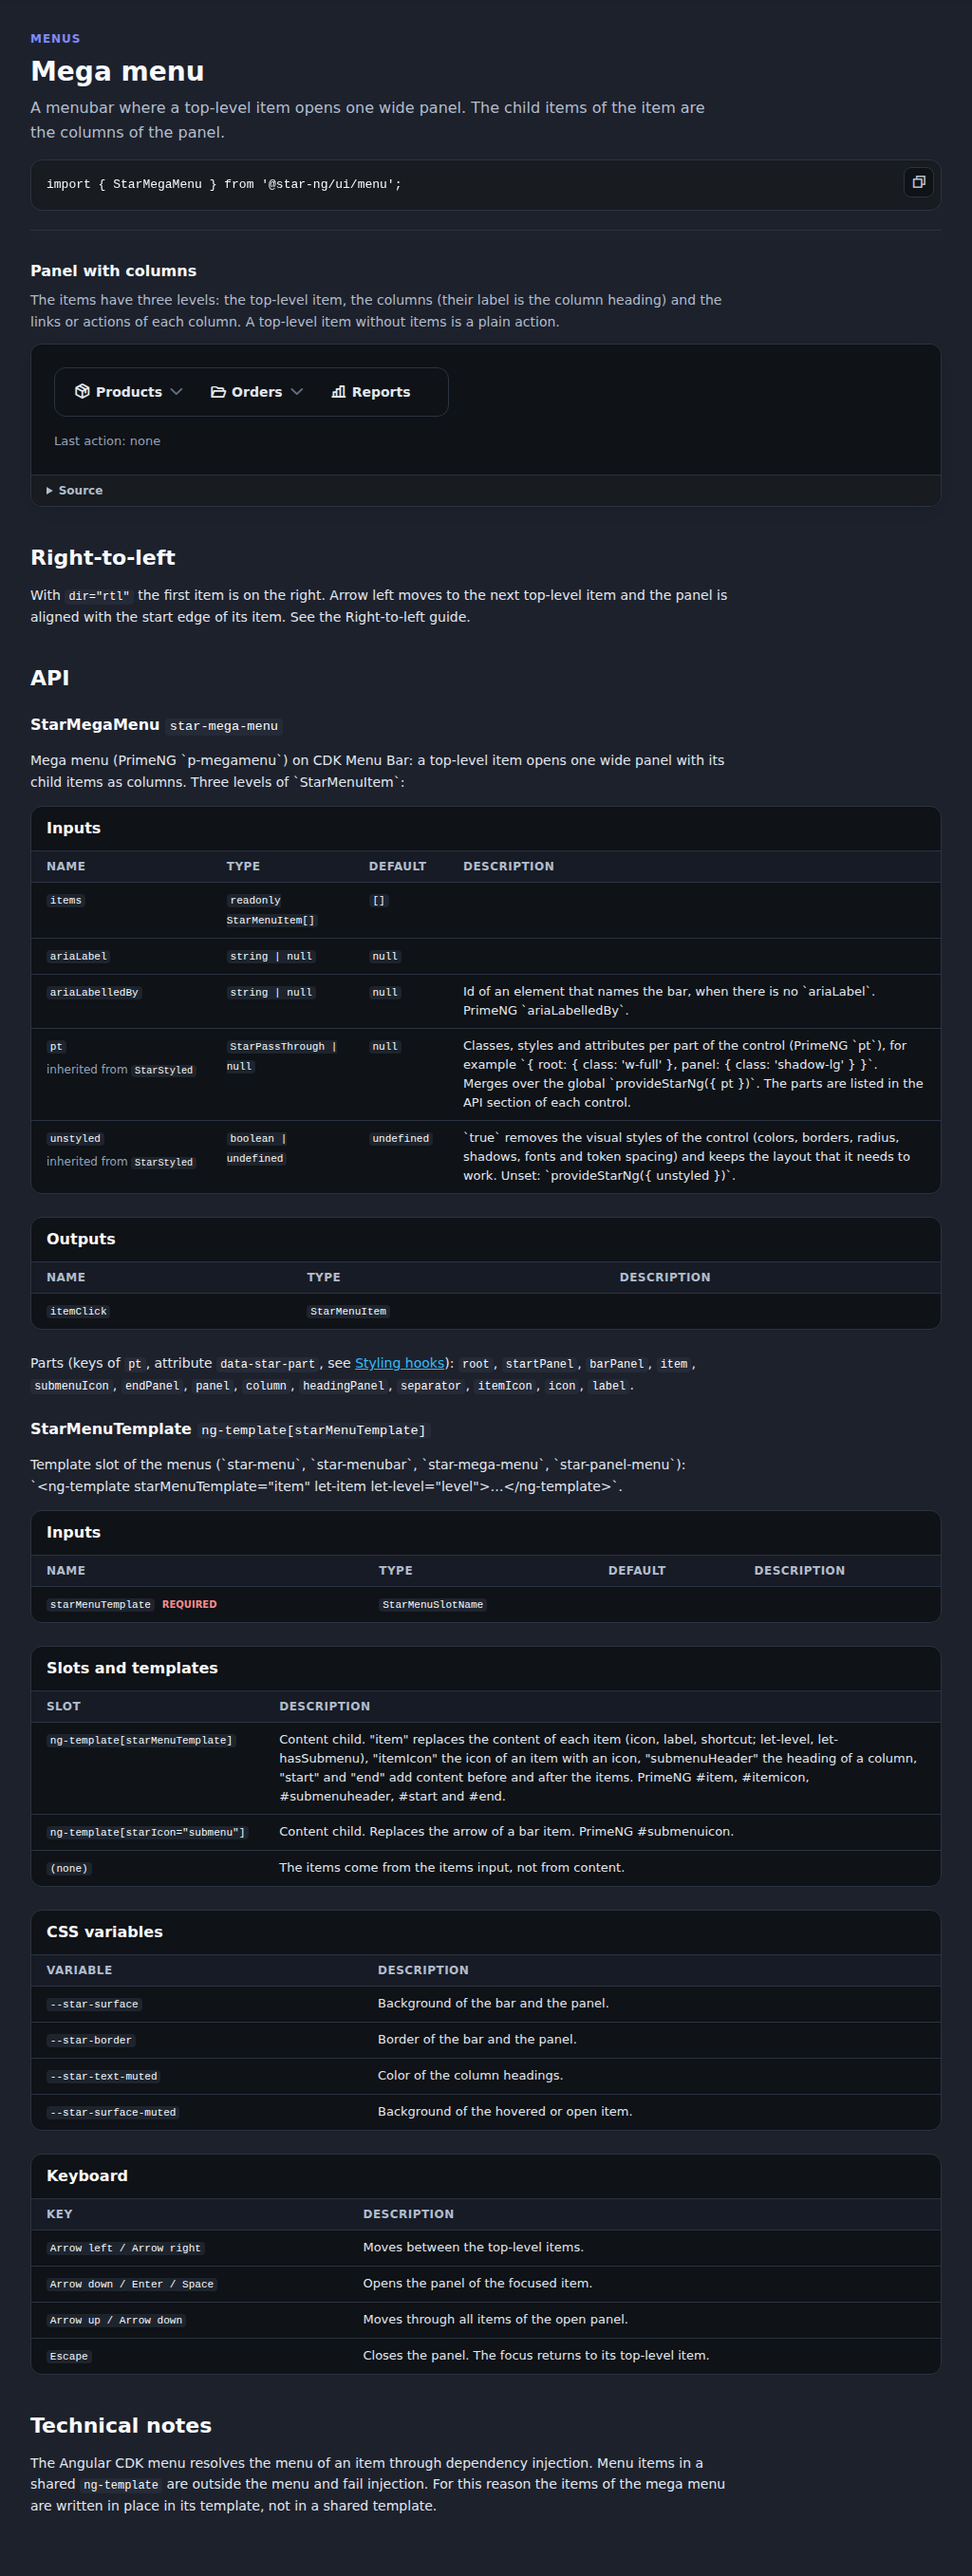 MENUS
Mega menu
A menubar where a top-level item opens one wide panel. The child items of the item are
the columns of the panel.
import { StarMegaMenu } from '@star-ng/ui/menu';
Panel with columns
The items have three levels: the top-level item, the columns (their label is the column heading) and the
links or actions of each column. A top-level item without items is a plain action.
Products Orders Reports
Last action: none
Source
Right-to-left
With dir="rtl" the first item is on the right. Arrow left moves to the next top-level item and the panel is
aligned with the start edge of its item. See the Right-to-left guide.
API
StarMegaMenu star-mega-menu
Mega menu (PrimeNG `p-megamenu`) on CDK Menu Bar: a top-level item opens one wide panel with its
child items as columns. Three levels of `StarMenuItem`:
Inputs
NAME TYPE DEFAULT DESCRIPTION
items readonly []
StarMenuItem[]
ariaLabel string | null null
ariaLabelledBy string | null null Id of an element that names the bar, when there is no `ariaLabel`.
PrimeNG `ariaLabelledBy`.
pt StarPassThrough | null Classes, styles and attributes per part of the control (PrimeNG `pt`), for
inherited from StarStyled null example `{ root: { class: 'w-full' }, panel: { class: 'shadow-lg' } }`.
Merges over the global `provideStarNg({ pt })`. The parts are listed in the
API section of each control.
unstyled boolean | undefined `true` removes the visual styles of the control (colors, borders, radius,
inherited from StarStyled undefined shadows, fonts and token spacing) and keeps the layout that it needs to
work. Unset: `provideStarNg({ unstyled })`.
Outputs
NAME TYPE DESCRIPTION
itemClick StarMenuItem
Parts (keys of pt, attribute data-star-part, see Styling hooks): root, startPanel, barPanel, item,
submenuIcon, endPanel, panel, column, headingPanel, separator, itemIcon, icon, label.
StarMenuTemplate ng-template[starMenuTemplate]
Template slot of the menus (`star-menu`, `star-menubar`, `star-mega-menu`, `star-panel-menu`):
`<ng-template starMenuTemplate="item" let-item let-level="level">…</ng-template>`.
Inputs
NAME TYPE DEFAULT DESCRIPTION
starMenuTemplate REQUIRED StarMenuSlotName
Slots and templates
SLOT DESCRIPTION
ng-template[starMenuTemplate] Content child. "item" replaces the content of each item (icon, label, shortcut; let-level, let-
hasSubmenu), "itemIcon" the icon of an item with an icon, "submenuHeader" the heading of a column,
"start" and "end" add content before and after the items. PrimeNG #item, #itemicon,
#submenuheader, #start and #end.
ng-template[starIcon="submenu"] Content child. Replaces the arrow of a bar item. PrimeNG #submenuicon.
(none) The items come from the items input, not from content.
CSS variables
VARIABLE DESCRIPTION
--star-surface Background of the bar and the panel.
--star-border Border of the bar and the panel.
--star-text-muted Color of the column headings.
--star-surface-muted Background of the hovered or open item.
Keyboard
KEY DESCRIPTION
Arrow left / Arrow right Moves between the top-level items.
Arrow down / Enter / Space Opens the panel of the focused item.
Arrow up / Arrow down Moves through all items of the open panel.
Escape Closes the panel. The focus returns to its top-level item.
Technical notes
The Angular CDK menu resolves the menu of an item through dependency injection. Menu items in a
shared ng-template are outside the menu and fail injection. For this reason the items of the mega menu
are written in place in its template, not in a shared template.